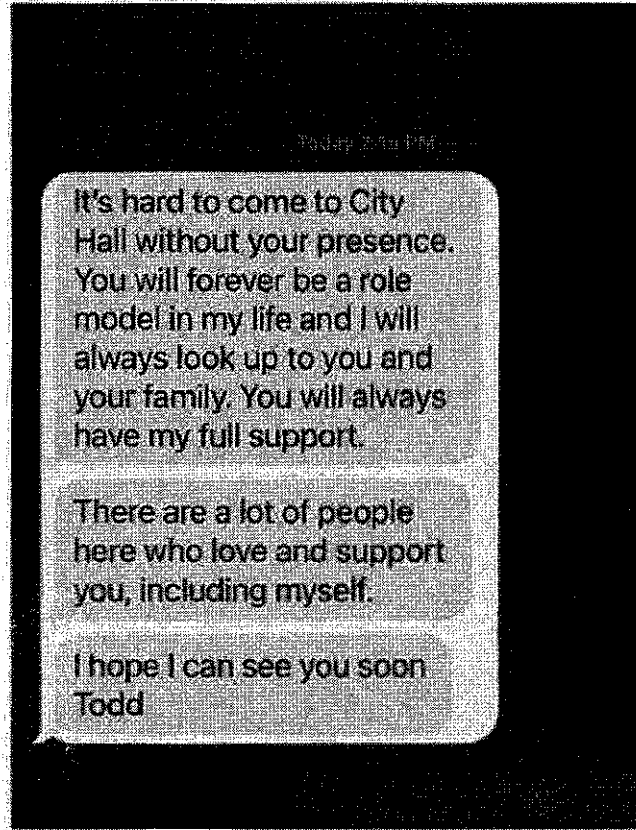 It's hard to come to City
Hall without your presence.
You will forever be a role
model in my life and I will
always look up to you and
your family. You will always
have my full support.
There are a lot of people
here who love and support
you, including myself.
I hope I can see you soon
Todd